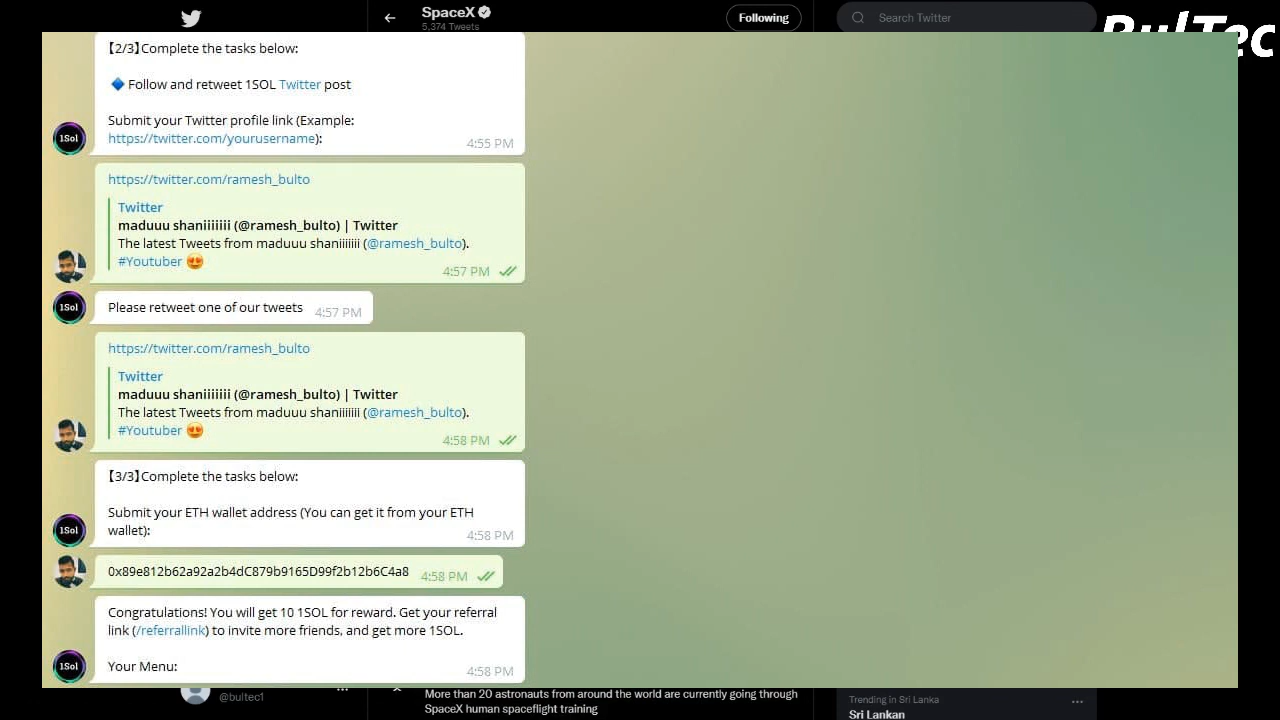 SpaceX
5,374 Tweets
Following
Search Twitter
BulTec
【2/3】Complete the tasks below:
🔷 Follow and retweet 1SOL Twitter post
Submit your Twitter profile link (Example:
https://twitter.com/yourusername):
4:55 PM
1Sol
https://twitter.com/ramesh_bulto
Twitter
maduuu shaniiiiiii (@ramesh_bulto) | Twitter
The latest Tweets from maduuu shaniiiiiii (@ramesh_bulto).
#Youtuber 😍
4:57 PM
1Sol
Please retweet one of our tweets 4:57 PM
https://twitter.com/ramesh_bulto
Twitter
maduuu shaniiiiiii (@ramesh_bulto) | Twitter
The latest Tweets from maduuu shaniiiiiii (@ramesh_bulto).
#Youtuber 😍
4:58 PM
【3/3】Complete the tasks below:
Submit your ETH wallet address (You can get it from your ETH
wallet):
4:58 PM
1Sol
0x89e812b62a92a2b4dC879b9165D99f2b12b6C4a8 4:58 PM
Congratulations! You will get 10 1SOL for reward. Get your referral
link (/referrallink) to invite more friends, and get more 1SOL.
Your Menu:
4:58 PM
1Sol
@bultec1
More than 20 astronauts from around the world are currently going through
SpaceX human spaceflight training
Trending in Sri Lanka
Sri Lankan